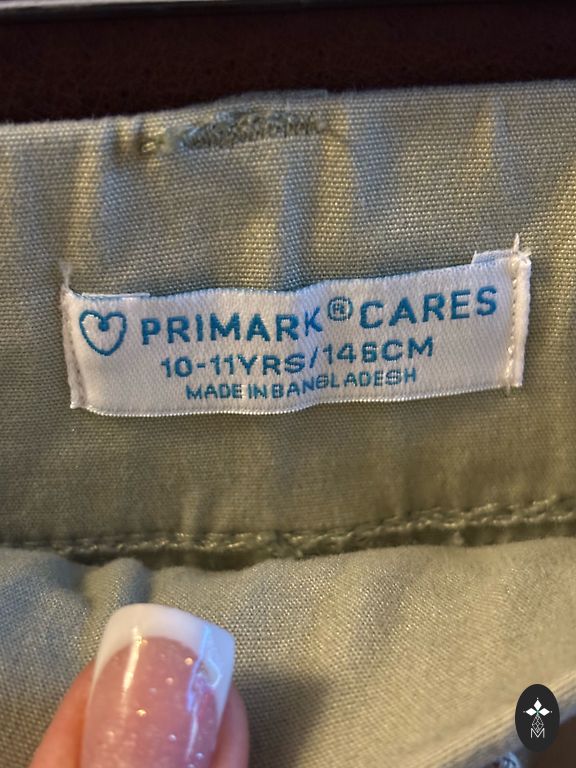 PRIMARK® CARES
10-11YRS/146CM
MADE IN BANGLADESH
M